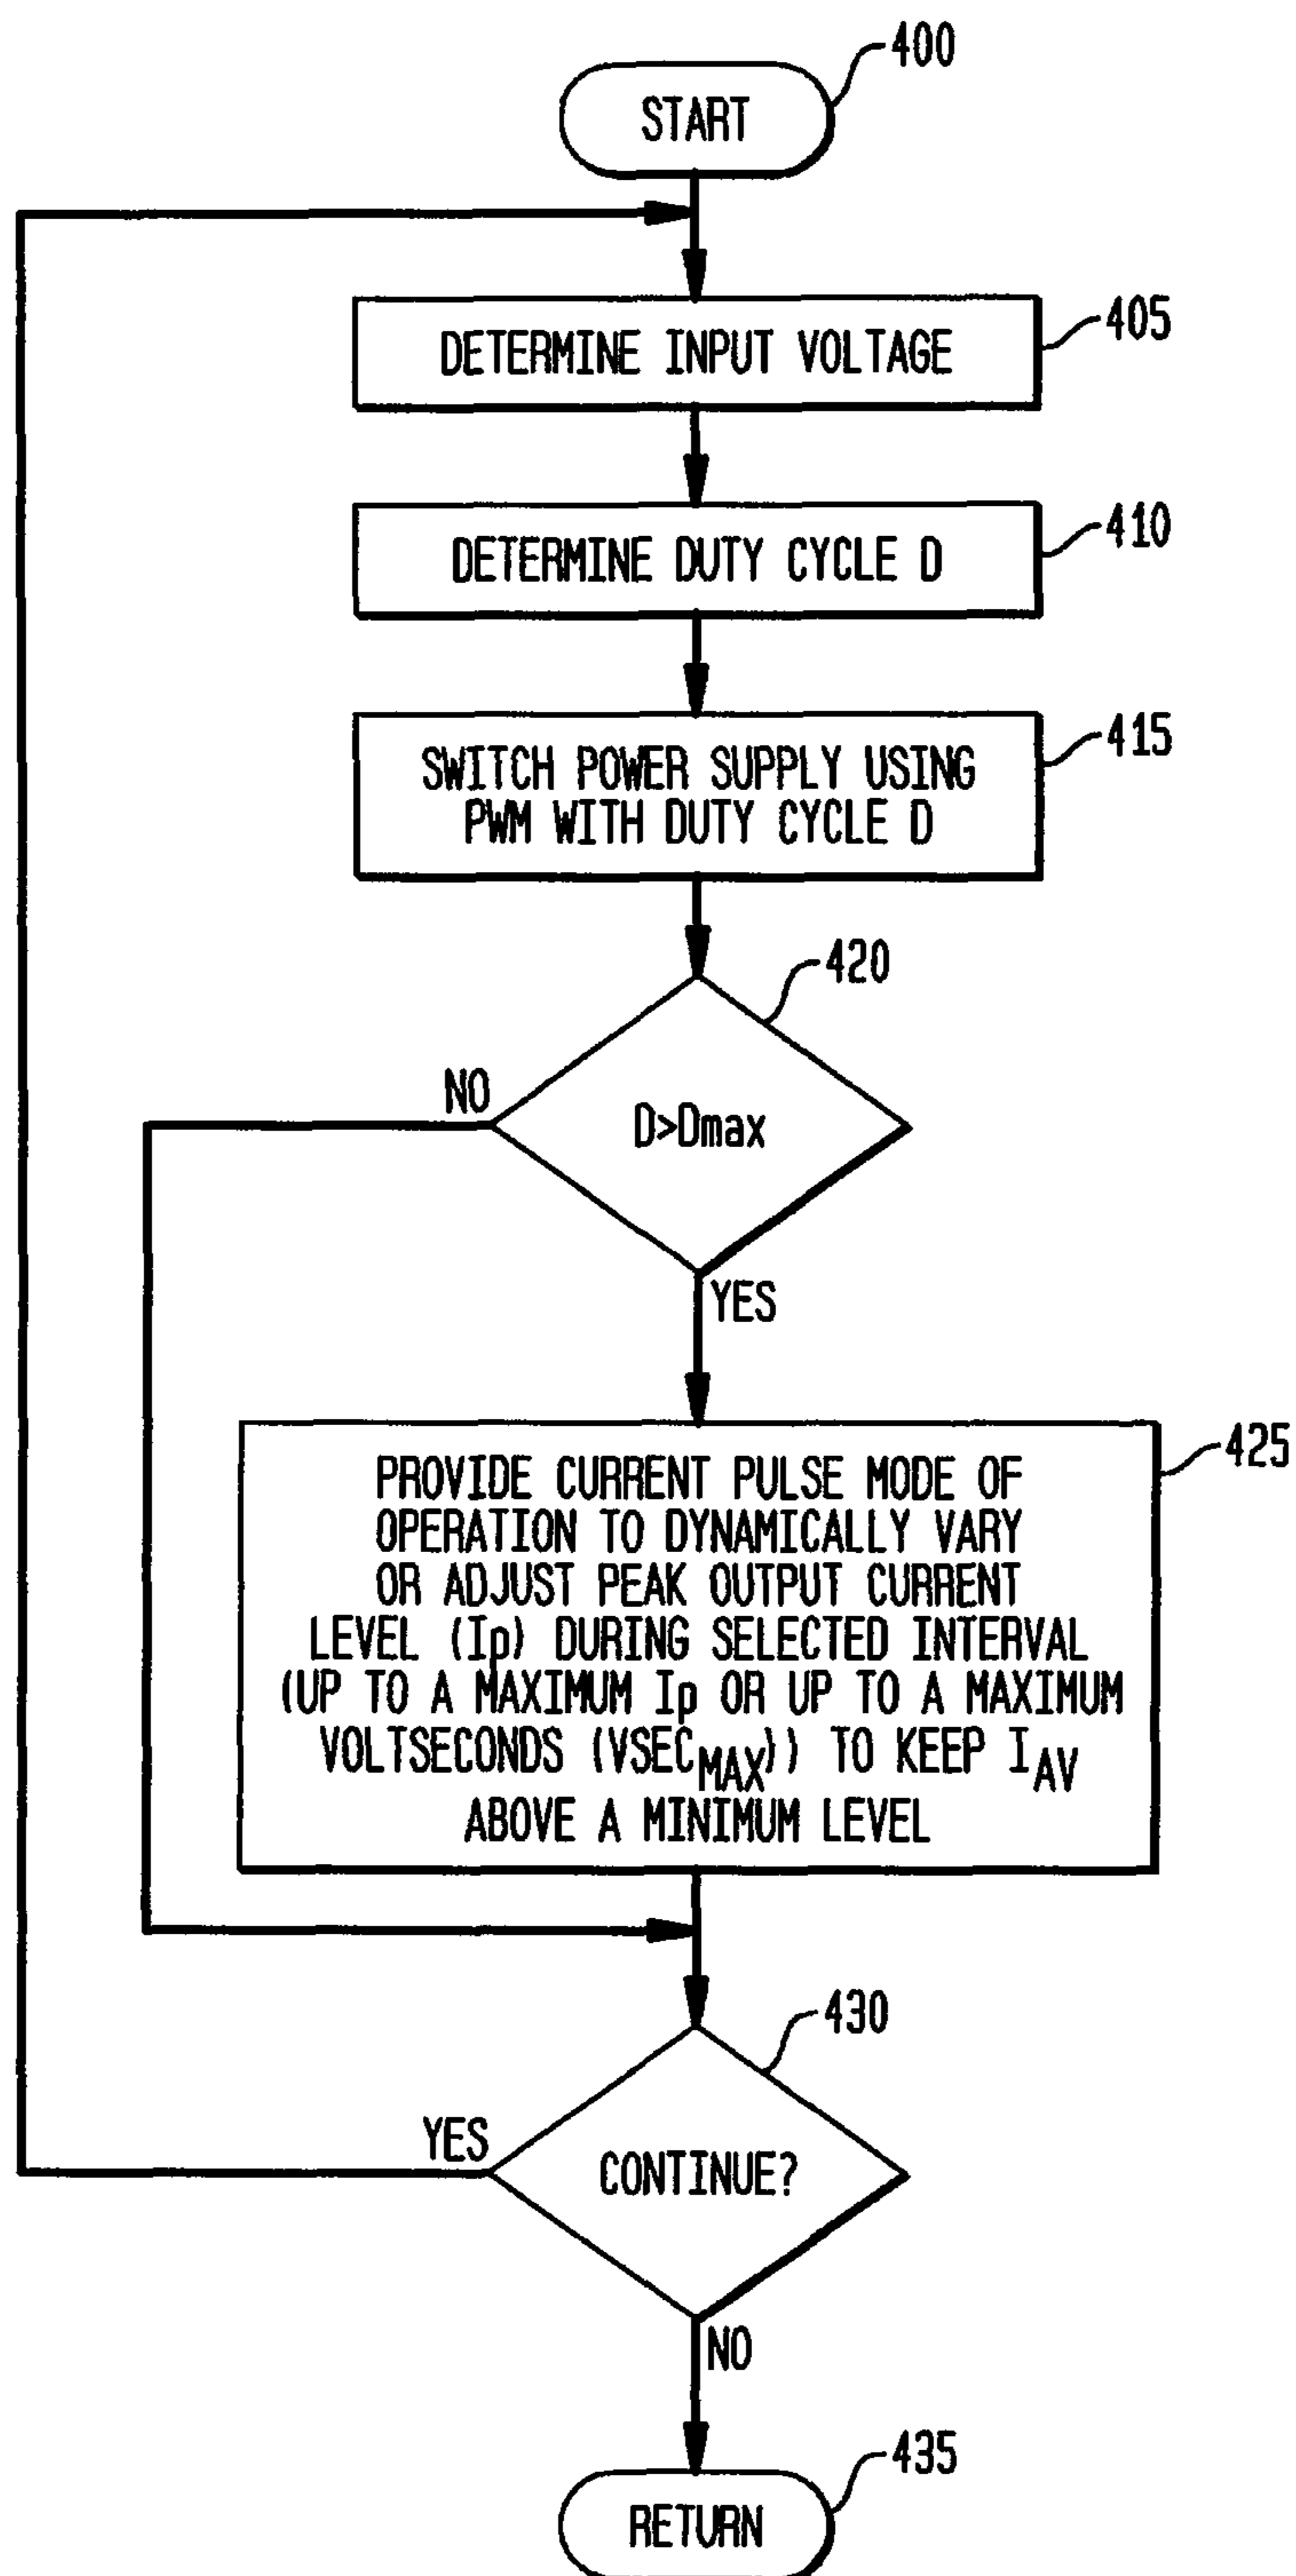 400
START
405
DETERMINE INPUT VOLTAGE
410
DETERMINE DUTY CYCLE D
415
SWITCH POWER SUPPLY USING
PWM WITH DUTY CYCLE D
420
NO
D>Dmax
YES
425
PROVIDE CURRENT PULSE MODE OF
OPERATION TO DYNAMICALLY VARY
OR ADJUST PEAK OUTPUT CURRENT
LEVEL (Ip) DURING SELECTED INTERVAL
(UP TO A MAXIMUM Ip OR UP TO A MAXIMUM
VOLTSECONDS (VSECMAX)) TO KEEP IAV
ABOVE A MINIMUM LEVEL
430
YES
CONTINUE?
NO
435
RETURN